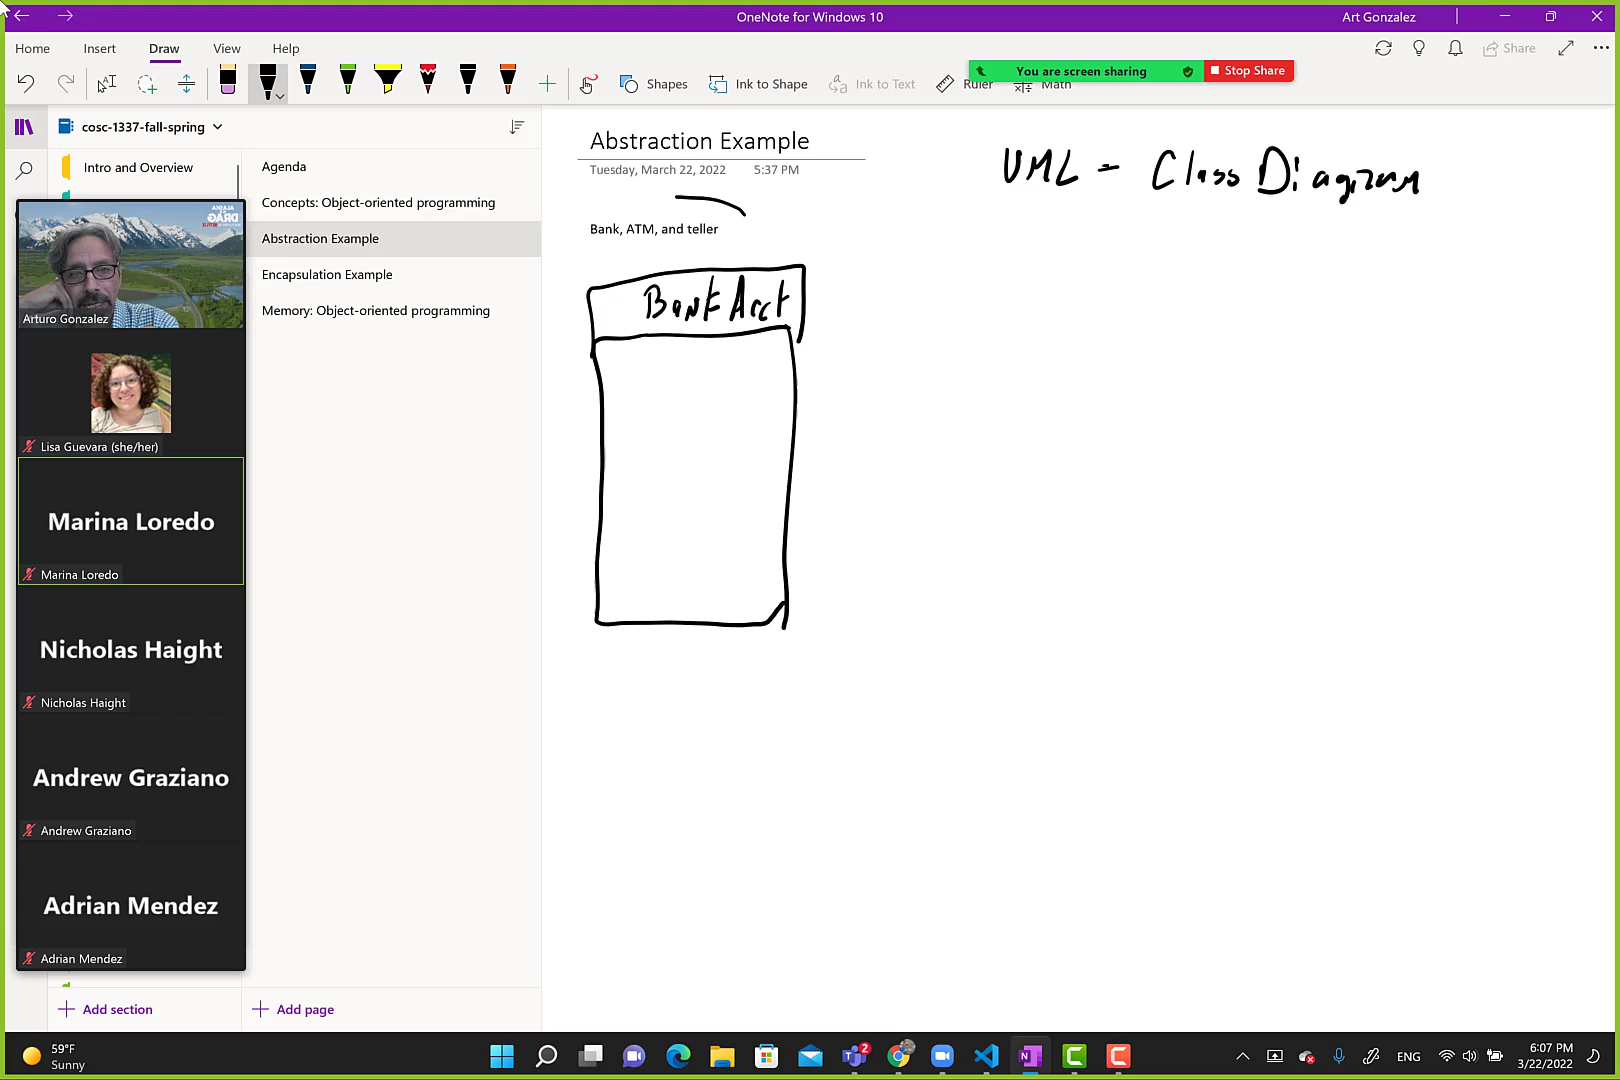 OneNote for Windows 10
Art Gonzalez
Home Insert Draw View Help
Share
Shapes Ink to Shape Ink to Text Ruler Math
You are screen sharing Stop Share
cosc-1337-fall-spring
Intro and Overview
Agenda
Concepts: Object-oriented programming
Abstraction Example
Encapsulation Example
Memory: Object-oriented programming
Arturo Gonzalez
Lisa Guevara (she/her)
Marina Loredo
Marina Loredo
Nicholas Haight
Nicholas Haight
Andrew Graziano
Andrew Graziano
Adrian Mendez
Adrian Mendez
Add section
Add page
Abstraction Example
Tuesday, March 22, 2022 5:37 PM
Bank, ATM, and teller
Bank Acct
UML - Class Diagram
59°F
Sunny
2
ENG
6:07 PM
3/22/2022